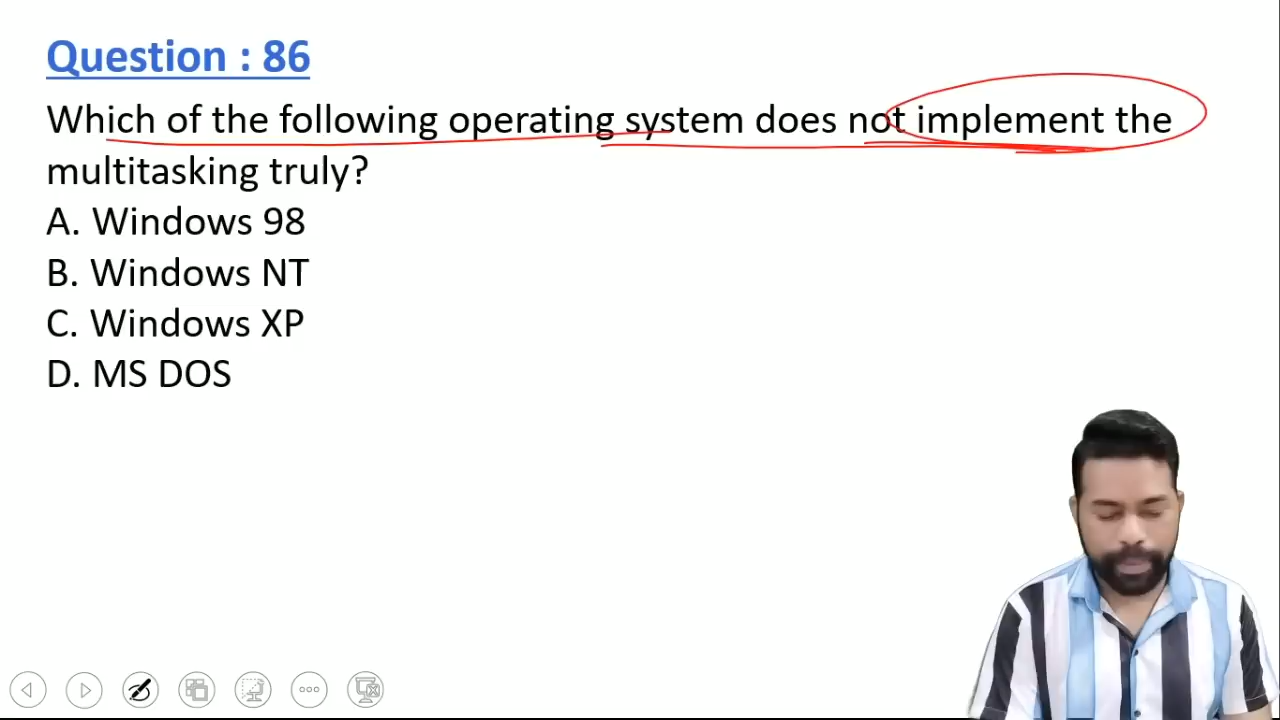 Question : 86
Which of the following operating system does not implement the
multitasking truly?
A. Windows 98
B. Windows NT
C. Windows XP
D. MS DOS